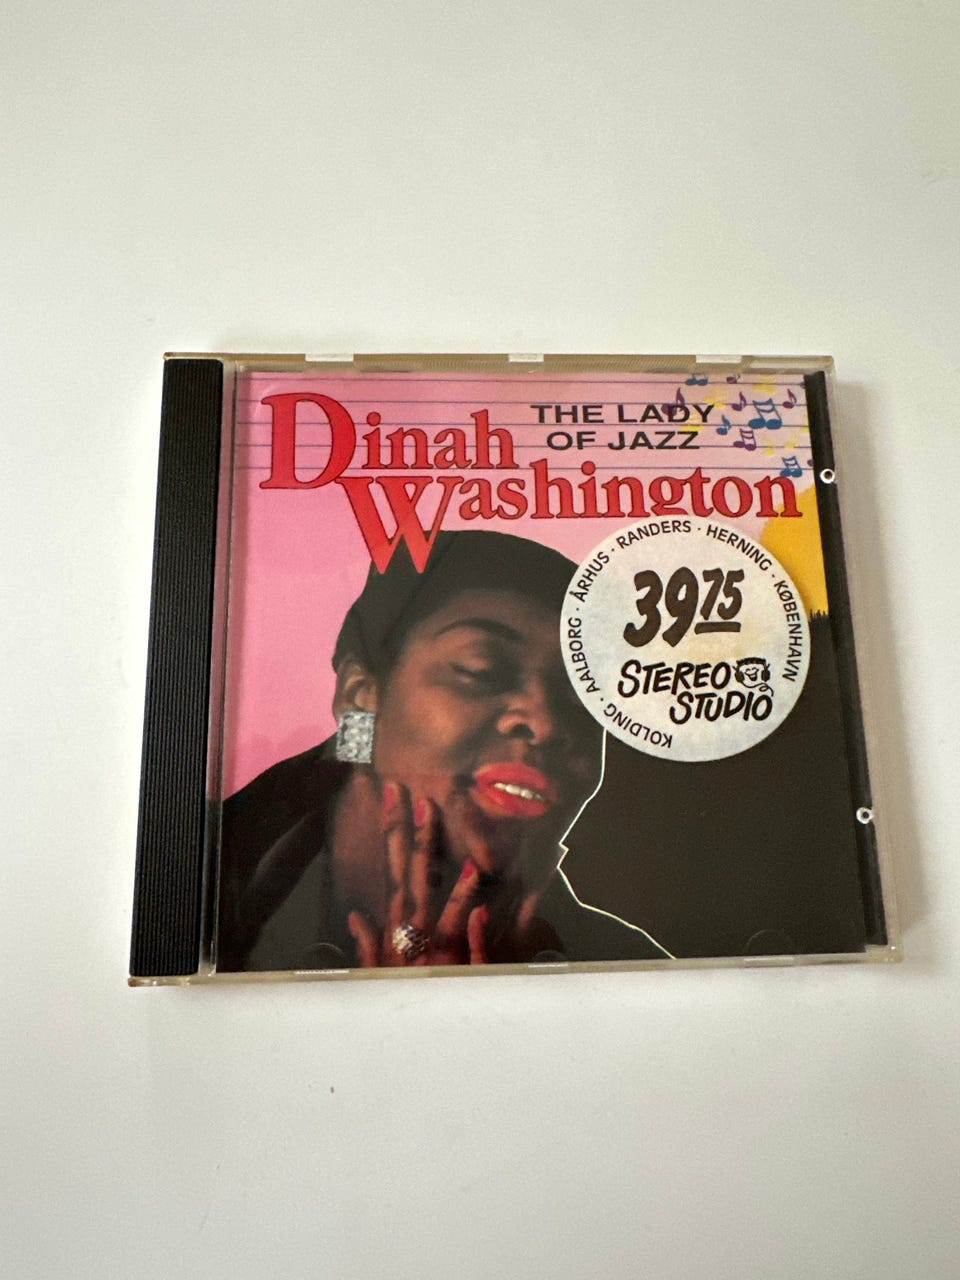 Dinah
Washington
THE LADY
OF JAZZ
KOLDING · AALBORG · ÅRHUS · RANDERS · HERNING · KØBENHAVN
39 75
STEREO
STUDIO